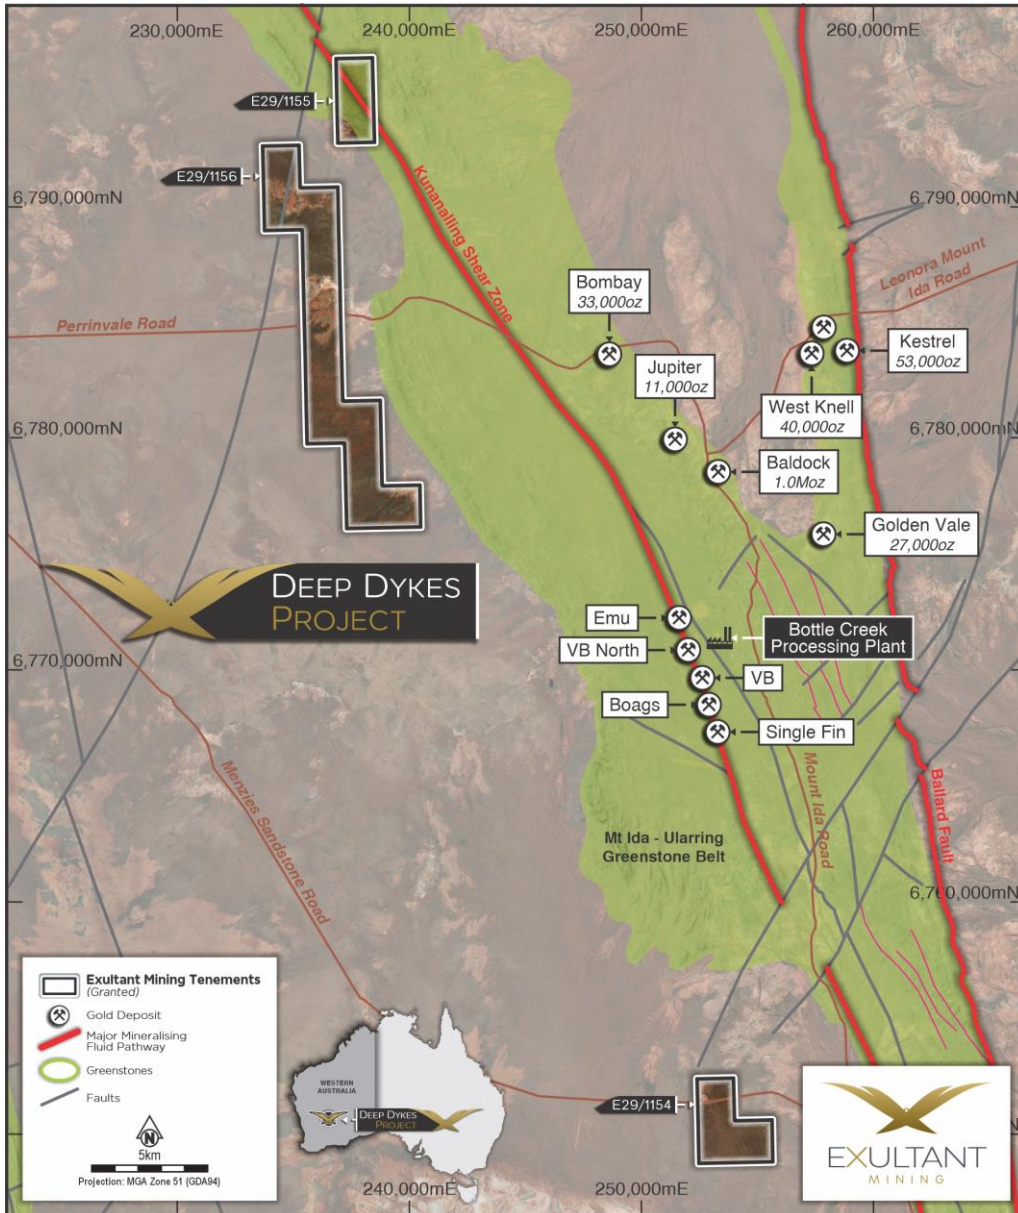 230,000mE
240,000mE
250,000mE
260,000mE
E29/1155
E29/1156
6,790,000mN
6,790,000mN
Kunanalling Shear Zone
Leonora Mount
Ida Road
Perrinvale Road
Bombay
33,000oz
Jupiter
11,000oz
Kestrel
53,000oz
West Knell
40,000oz
6,780,000mN
6,780,000mN
Baldock
1.0Moz
Golden Vale
27,000oz
DEEP DYKES
PROJECT
Emu
VB North
Bottle Creek
Processing Plant
VB
Boags
Single Fin
6,770,000mN
6,770,000mN
Menzies Sandstone Road
Mount Ida Road
Ballard Fault
Mt Ida - Ularring
Greenstone Belt
6,760,000mN
Exultant Mining Tenements
(Granted)
Gold Deposit
Major Mineralising
Fluid Pathway
Greenstones
Faults
N
5km
Projection: MGA Zone 51 (GDA94)
WESTERN
AUSTRALIA
DEEP DYKES
PROJECT
E29/1154
EXULTANT
MINING
240,000mE
250,000mE